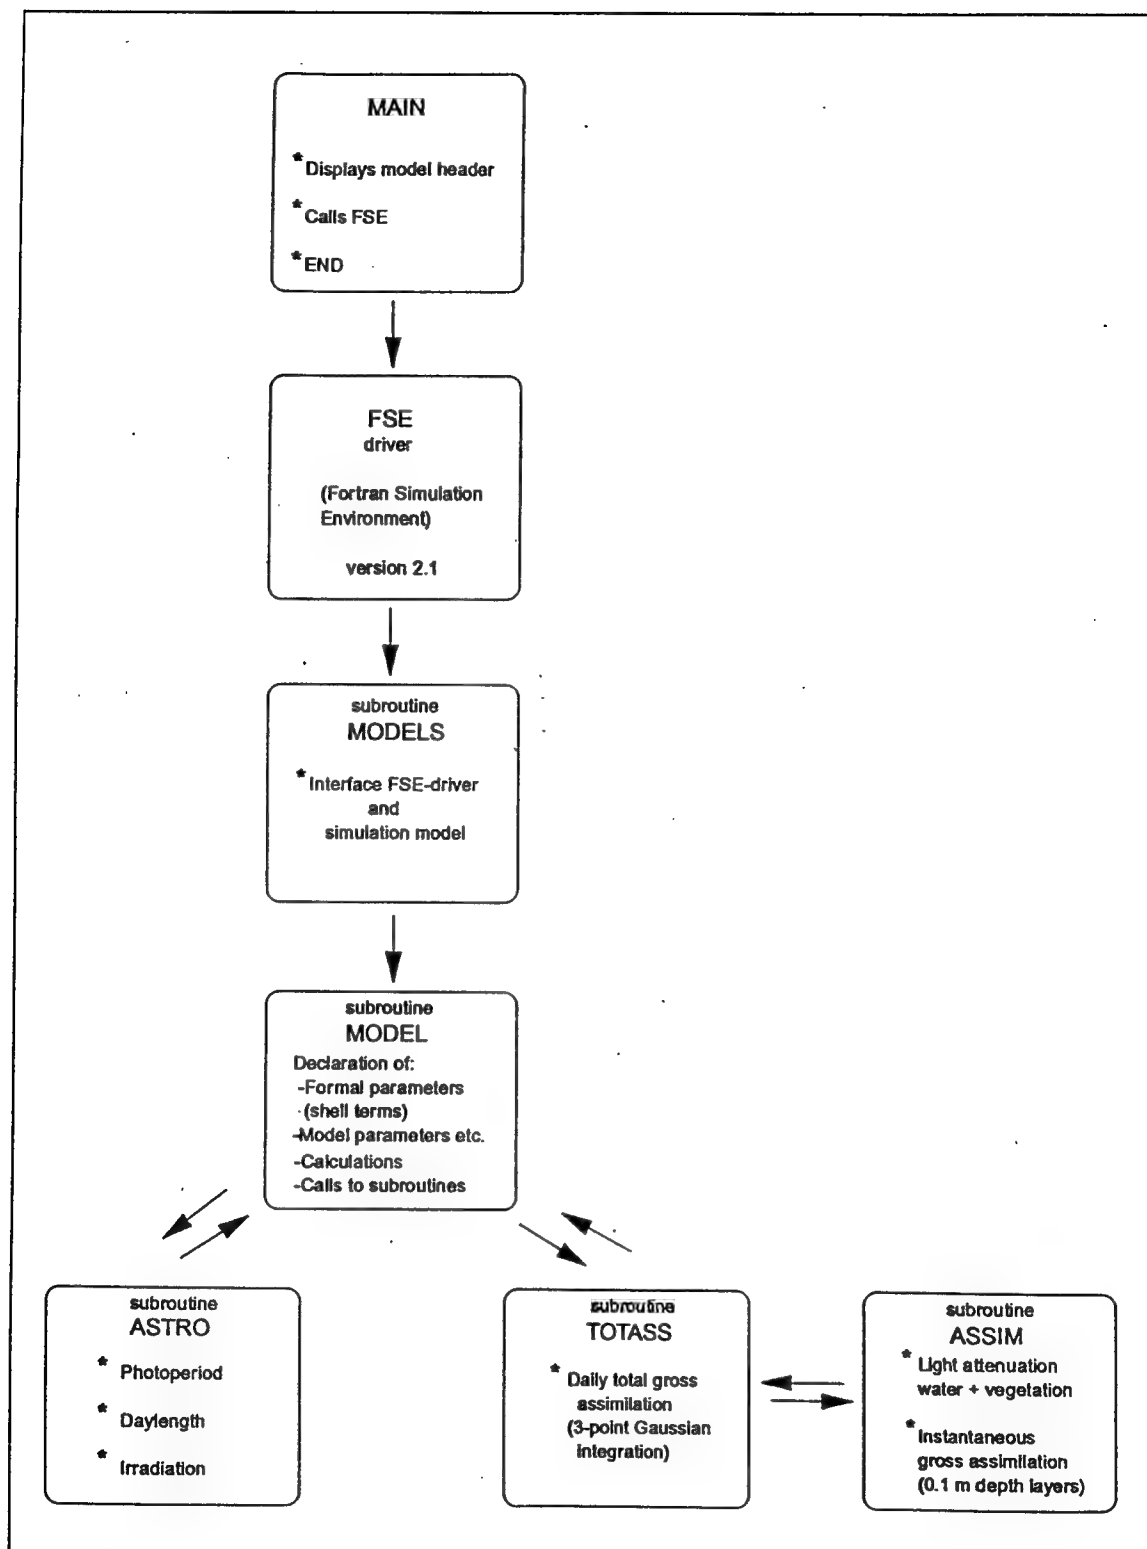 MAIN
* Displays model header
* Calls FSE
* END
FSE
driver
(Fortran Simulation
Environment)
version 2.1
subroutine
MODELS
* Interface FSE-driver
and
simulation model
subroutine
MODEL
Declaration of:
-Formal parameters
(shell terms)
-Model parameters etc.
-Calculations
-Calls to subroutines
subroutine
ASTRO
* Photoperiod
* Daylength
* Irradiation
subroutine
TOTASS
* Daily total gross
assimilation
(3-point Gaussian
Integration)
subroutine
ASSIM
* Light attenuation
water + vegetation
* Instantaneous
gross assimilation
(0.1 m depth layers)